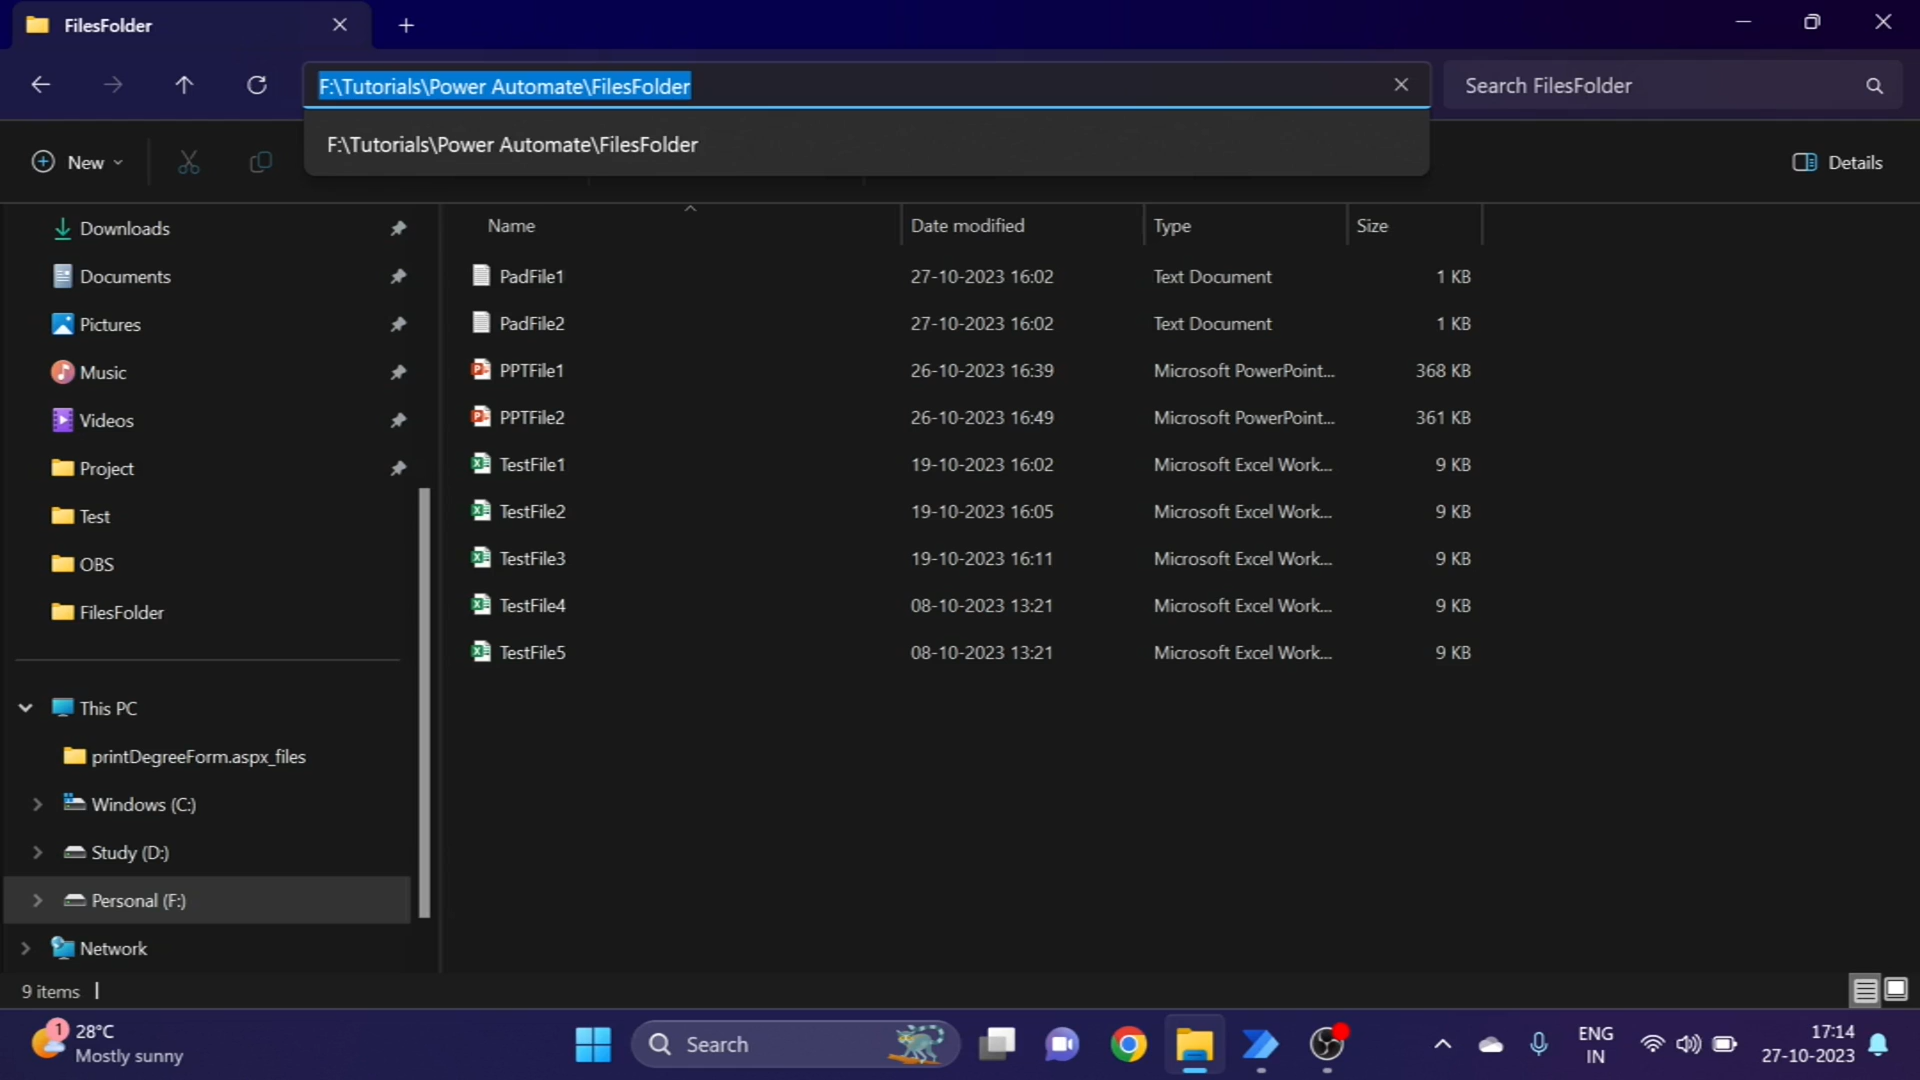 FilesFolder
F:\Tutorials\Power Automate\FilesFolder
Search FilesFolder
F:\Tutorials\Power Automate\FilesFolder
New
Details
Downloads
Documents
Pictures
Music
Videos
Project
Test
OBS
FilesFolder
This PC
printDegreeForm.aspx_files
Windows (C:)
Study (D:)
Personal (F:)
Network
Name Date modified Type Size
PadFile1 27-10-2023 16:02 Text Document 1 KB
PadFile2 27-10-2023 16:02 Text Document 1 KB
PPTFile1 26-10-2023 16:39 Microsoft PowerPoint... 368 KB
PPTFile2 26-10-2023 16:49 Microsoft PowerPoint... 361 KB
TestFile1 19-10-2023 16:02 Microsoft Excel Work... 9 KB
TestFile2 19-10-2023 16:05 Microsoft Excel Work... 9 KB
TestFile3 19-10-2023 16:11 Microsoft Excel Work... 9 KB
TestFile4 08-10-2023 13:21 Microsoft Excel Work... 9 KB
TestFile5 08-10-2023 13:21 Microsoft Excel Work... 9 KB
9 items
1
28°C
Mostly sunny
Search
ENG
IN
17:14
27-10-2023